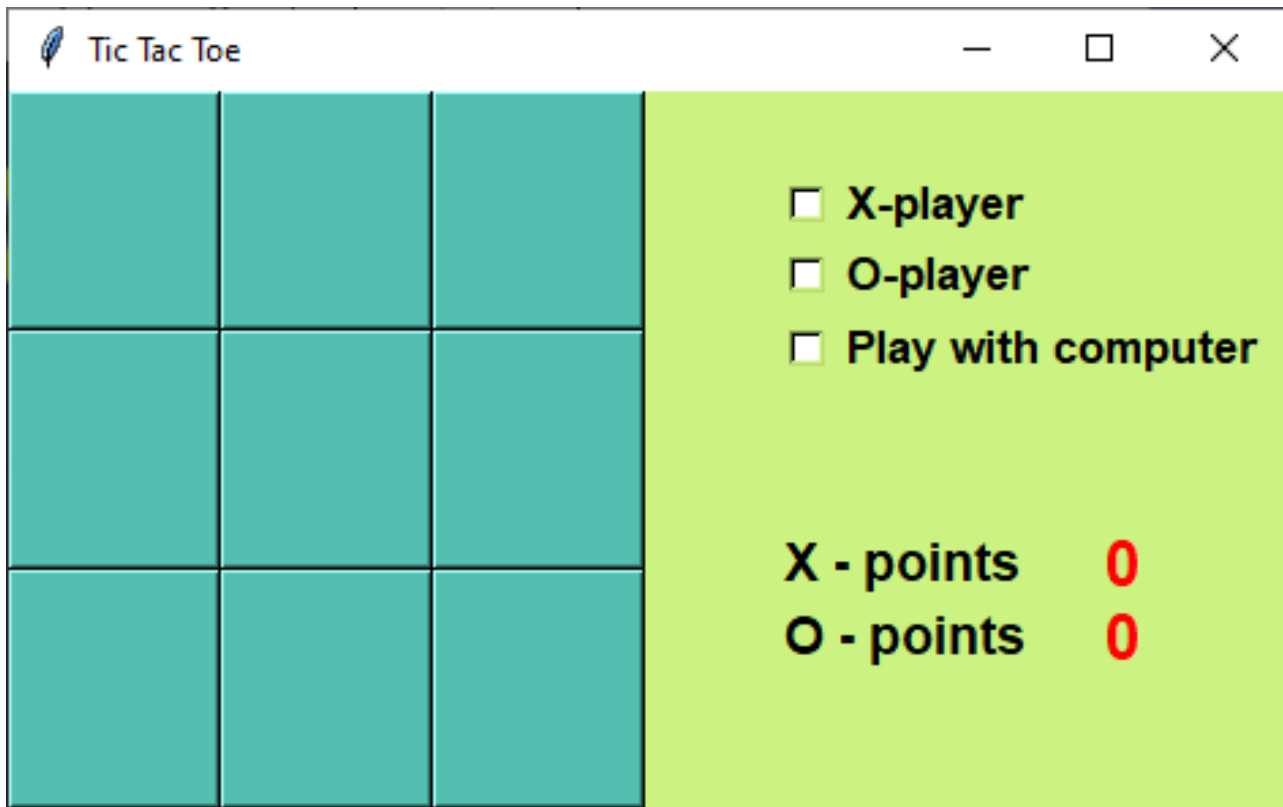 Tic Tac Toe
X-player
O-player
Play with computer
X - points 0
O - points 0